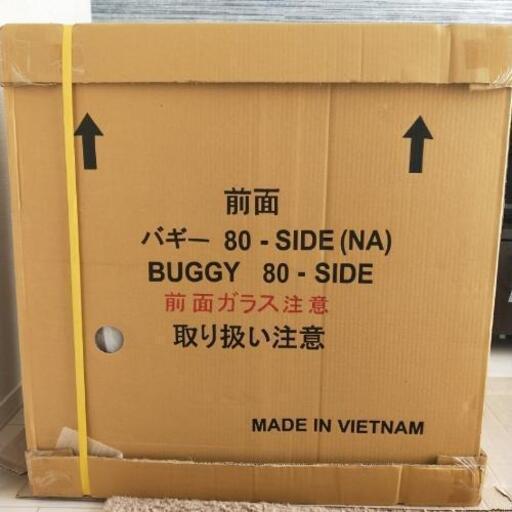 前面
バギー 80 - SIDE (NA)
BUGGY 80 - SIDE
前面ガラス注意
取り扱い注意
MADE IN VIETNAM